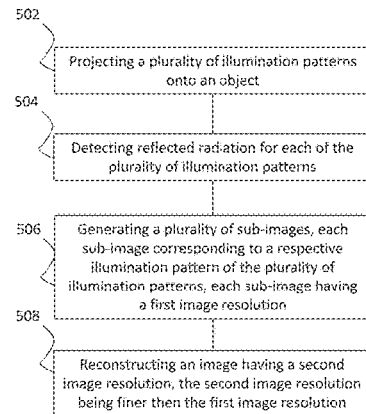 502
Projecting a plurality of illumination patterns
onto an object
504
Detecting reflected radiation for each of the
plurality of illumination patterns
506
Generating a plurality of sub-images, each
sub-image corresponding to a respective
illumination pattern of the plurality of
illumination patterns, each sub-image having
a first image resolution
508
Reconstructing an image having a second
image resolution, the second image resolution
being finer then the first image resolution